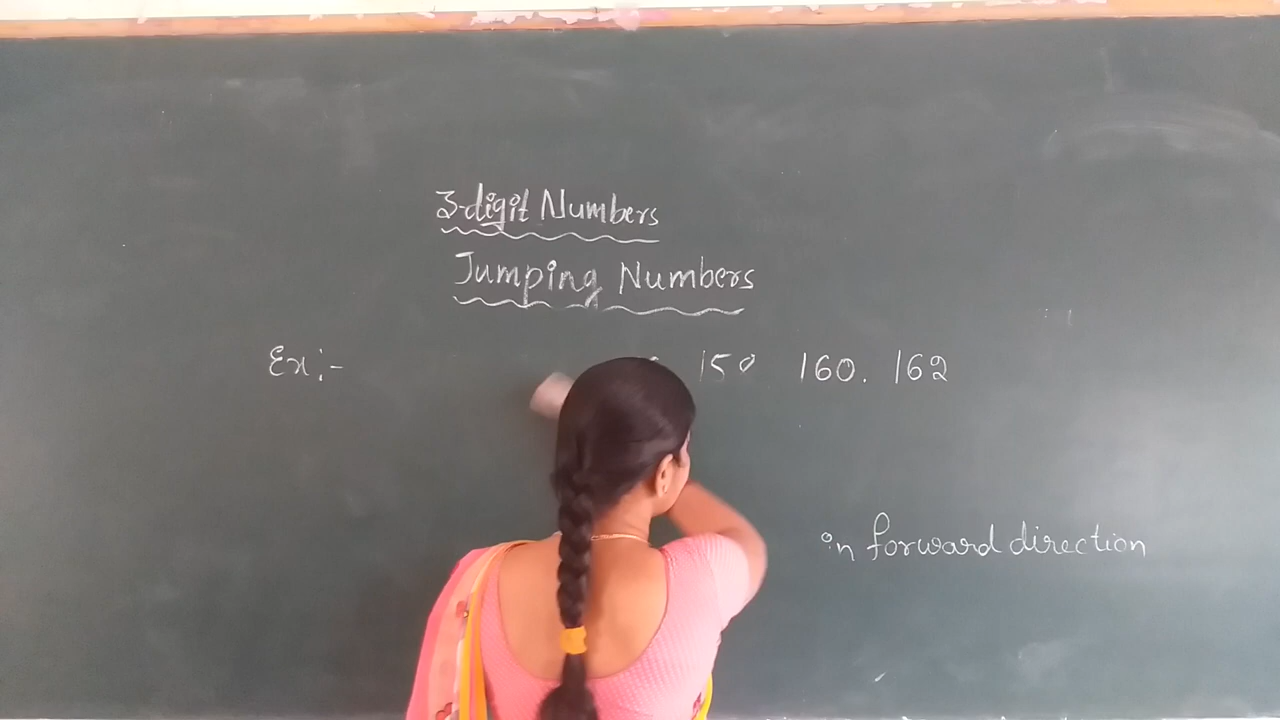 3-digit Numbers
Jumping Numbers
Ex:- 150 160. 162
in forward direction